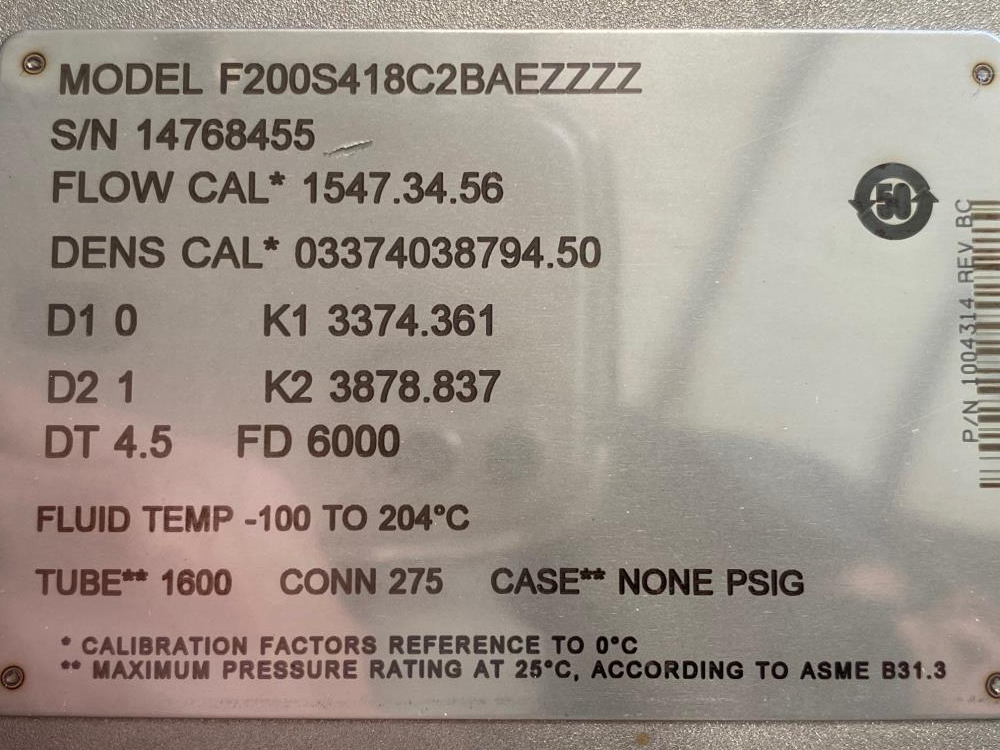 MODEL F200S418C2BAEZZZZ
S/N 14768455
FLOW CAL* 1547.34.56
DENS CAL* 03374038794.50
D1 0 K1 3374.361
D2 1 K2 3878.837
DT 4.5 FD 6000
FLUID TEMP -100 TO 204°C
TUBE** 1600 CONN 275 CASE** NONE PSIG
* CALIBRATION FACTORS REFERENCE TO 0°C
** MAXIMUM PRESSURE RATING AT 25°C, ACCORDING TO ASME B31.3
50
P/N 1004314 REV BC